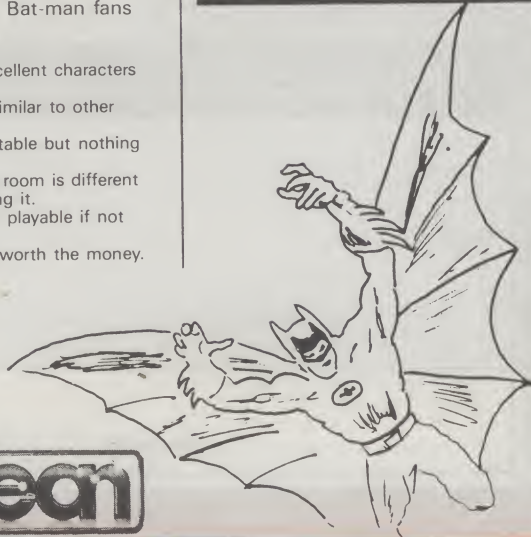 Bat-man fans
cellent characters
imilar to other
table but nothing
room is different
g it.
playable if not
worth the money.
ean